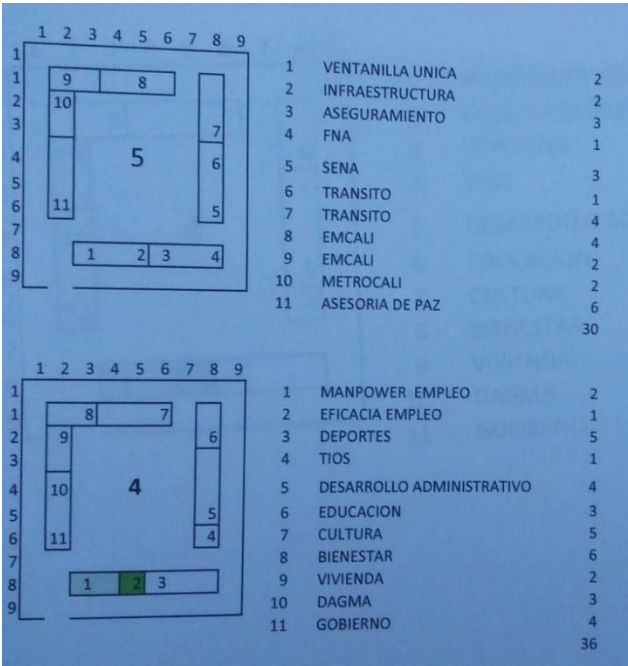 1 2 3 4 5 6 7 8 9
1
1 9 8
2 10
3 7
4 5 6
5
6 11 5
7
8 1 2 3 4
9
1 VENTANILLA UNICA 2
2 INFRAESTRUCTURA 2
3 ASEGURAMIENTO 3
4 FNA 1
5 SENA 3
6 TRANSITO 1
7 TRANSITO 4
8 EMCALI 4
9 EMCALI 2
10 METROCALI 2
11 ASESORIA DE PAZ 6
30
1 2 3 4 5 6 7 8 9
1
1 8 7
2 9 6
3
4 10 4
5 5
6 11 4
7
8 1 2 3
9
1 MANPOWER EMPLEO 2
2 EFICACIA EMPLEO 1
3 DEPORTES 5
4 TIOS 1
5 DESARROLLO ADMINISTRATIVO 4
6 EDUCACION 3
7 CULTURA 5
8 BIENESTAR 6
9 VIVIENDA 2
10 DAGMA 3
11 GOBIERNO 4
36